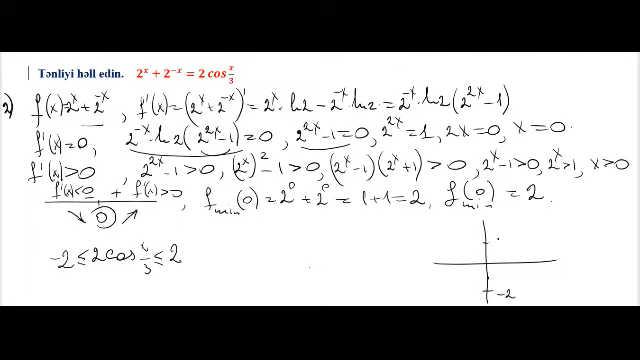 Tənliyi həll edin. 2^x + 2^{-x} = 2 cos x/3
2) f(x)=2^x+2^{-x}, f'(x)=(2^x+2^{-x})'=2^x·ln2−2^{-x}·ln2=2^{-x}·ln2(2^{2x}−1)
f'(x)=0, 2^{-x}·ln2(2^{2x}−1)=0, 2^{2x}−1=0, 2^{2x}=1, 2x=0, x=0.
f'(x)>0, 2^{2x}−1>0, (2^x)^2−1>0, (2^x−1)(2^x+1)>0, 2^x−1>0, 2^x>1, x>0
f'(x)<0 + f'(x)>0, f_min(0)=2^0+2^0=1+1=2, f_min(0)=2.
0
−2≤2cos x/3≤2
−2